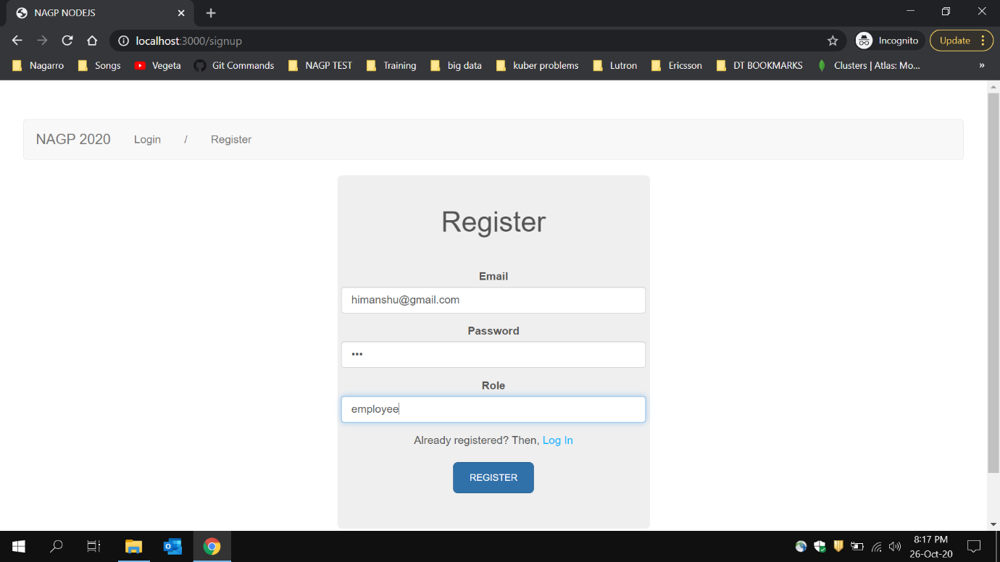 NAGP NODEJS
localhost:3000/signup
Incognito
Update
Nagarro Songs Vegeta Git Commands NAGP TEST Training big data kuber problems Lutron Ericsson DT BOOKMARKS Clusters | Atlas: Mo... »
NAGP 2020 Login / Register
Register
Email
himanshu@gmail.com
Password
•••
Role
employee
Already registered? Then, Log In
REGISTER
8:17 PM
26-Oct-20